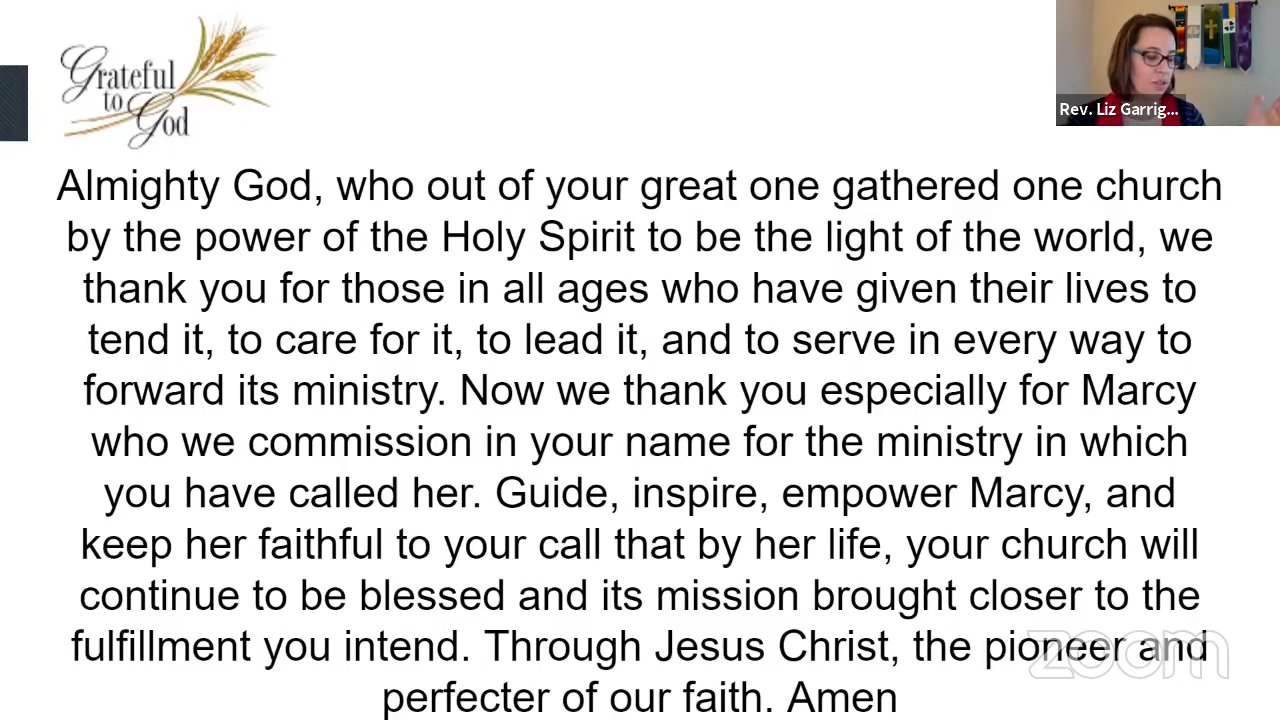 Grateful
to
God
Rev. Liz Garrig...
Almighty God, who out of your great one gathered one church
by the power of the Holy Spirit to be the light of the world, we
thank you for those in all ages who have given their lives to
tend it, to care for it, to lead it, and to serve in every way to
forward its ministry. Now we thank you especially for Marcy
who we commission in your name for the ministry in which
you have called her. Guide, inspire, empower Marcy, and
keep her faithful to your call that by her life, your church will
continue to be blessed and its mission brought closer to the
fulfillment you intend. Through Jesus Christ, the pioneer and
perfecter of our faith. Amen
zoom